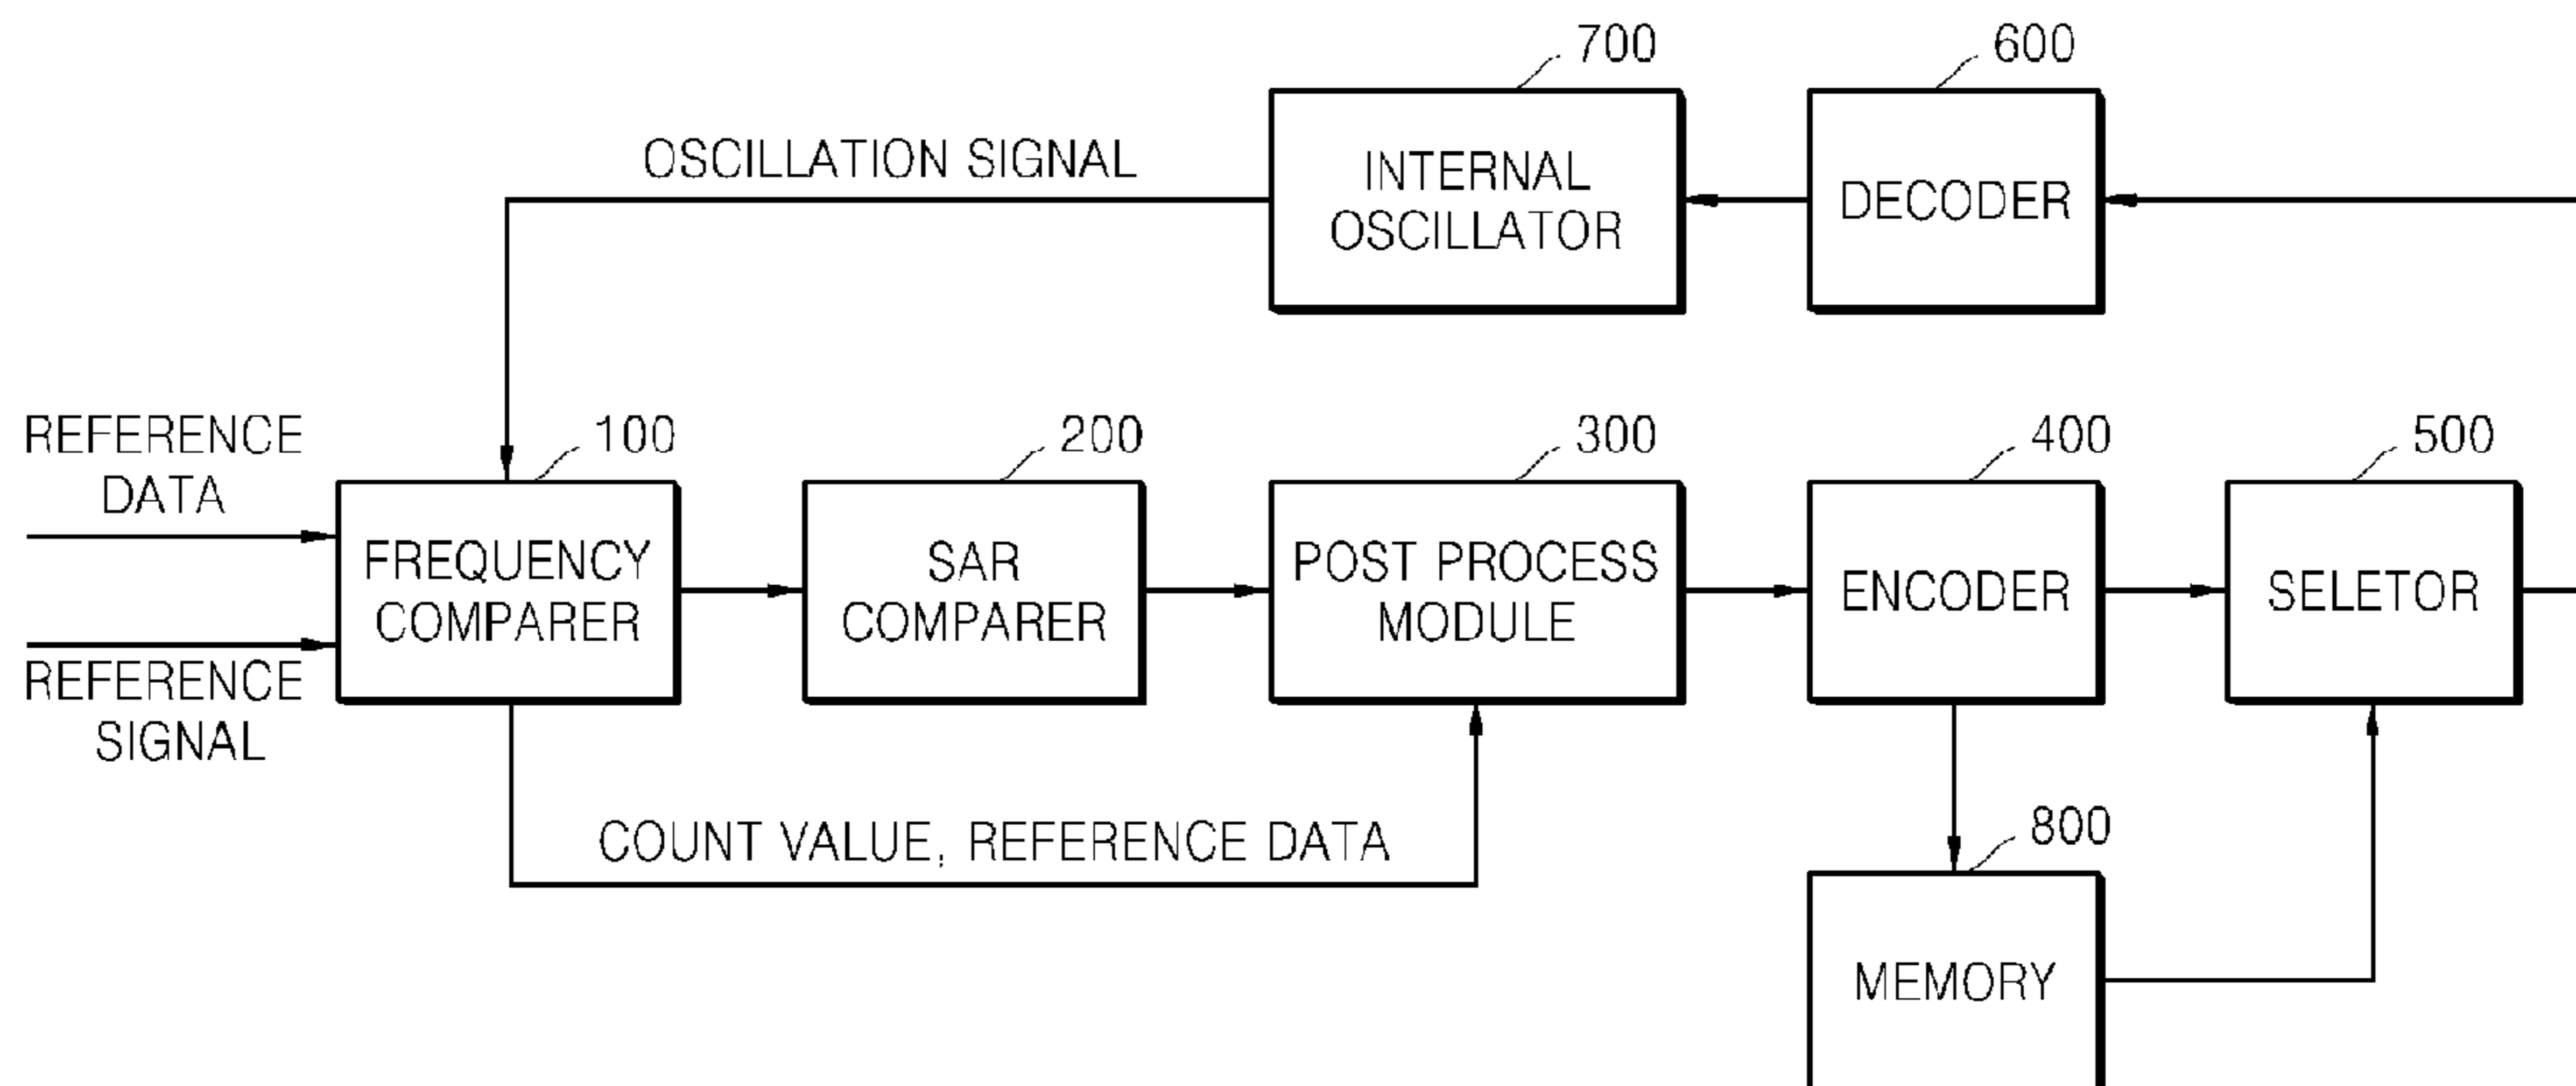 700
600
OSCILLATION SIGNAL
INTERNAL
OSCILLATOR
DECODER
REFERENCE
DATA
100
200
300
400
500
FREQUENCY
COMPARER
SAR
COMPARER
POST PROCESS
MODULE
ENCODER
SELETOR
REFERENCE
SIGNAL
COUNT VALUE, REFERENCE DATA
800
MEMORY